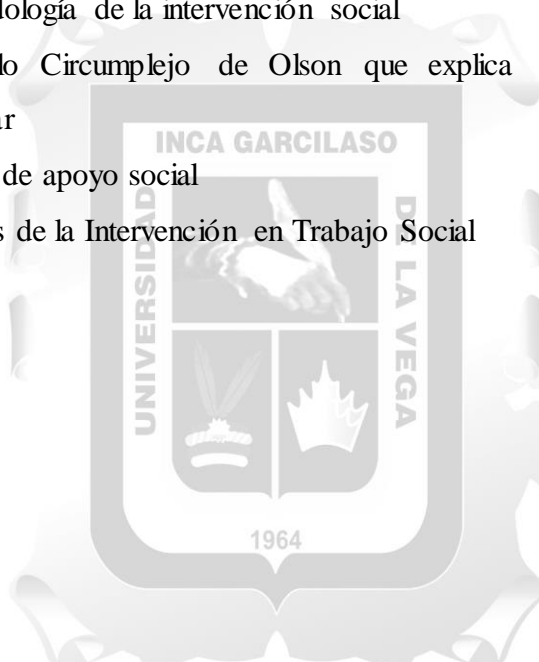 dología de la intervención social
lo Circumplejo de Olson que explica
ar
de apoyo social
s de la Intervención en Trabajo Social
INCA GARCILASO
UNIVERSIDAD
DE LA VEGA
1964